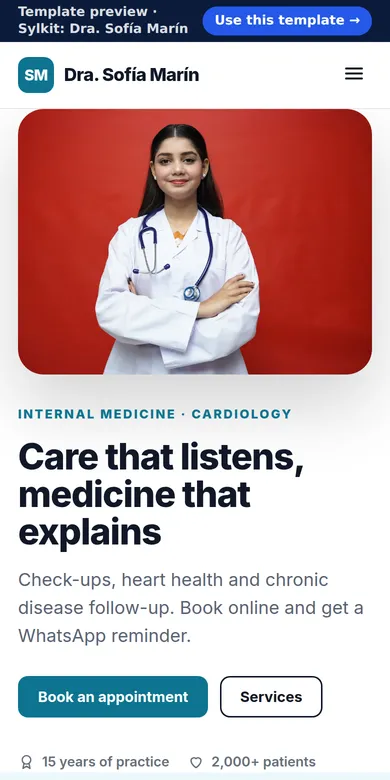 Template preview ·
Sylkit: Dra. Sofía Marín
Use this template →
SM
Dra. Sofía Marín
INTERNAL MEDICINE · CARDIOLOGY
Care that listens,
medicine that
explains
Check-ups, heart health and chronic
disease follow-up. Book online and get a
WhatsApp reminder.
Book an appointment
Services
15 years of practice
2,000+ patients